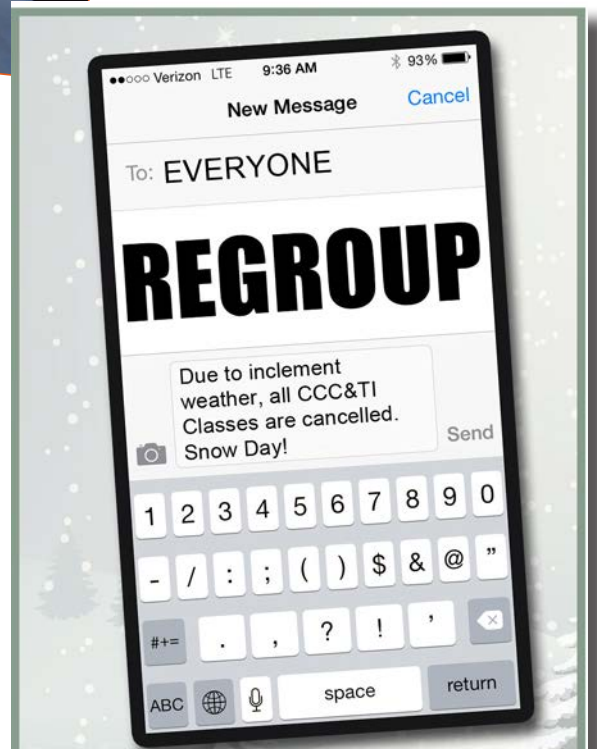 Verizon LTE 9:36 AM 93%
New Message Cancel
To: EVERYONE
REGROUP
Due to inclement
weather, all CCC&TI
Classes are cancelled.
Snow Day!
Send
1 2 3 4 5 6 7 8 9 0
- / : ; ( ) $ & @ "
#+= . , ? ! '
ABC space return